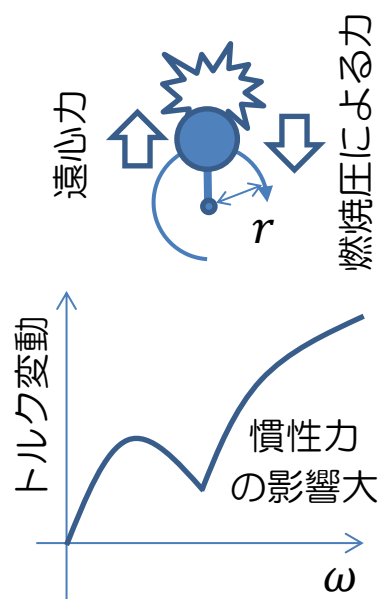 遠心力
燃焼圧による力
r
トルク変動
慣性力
の影響大
ω